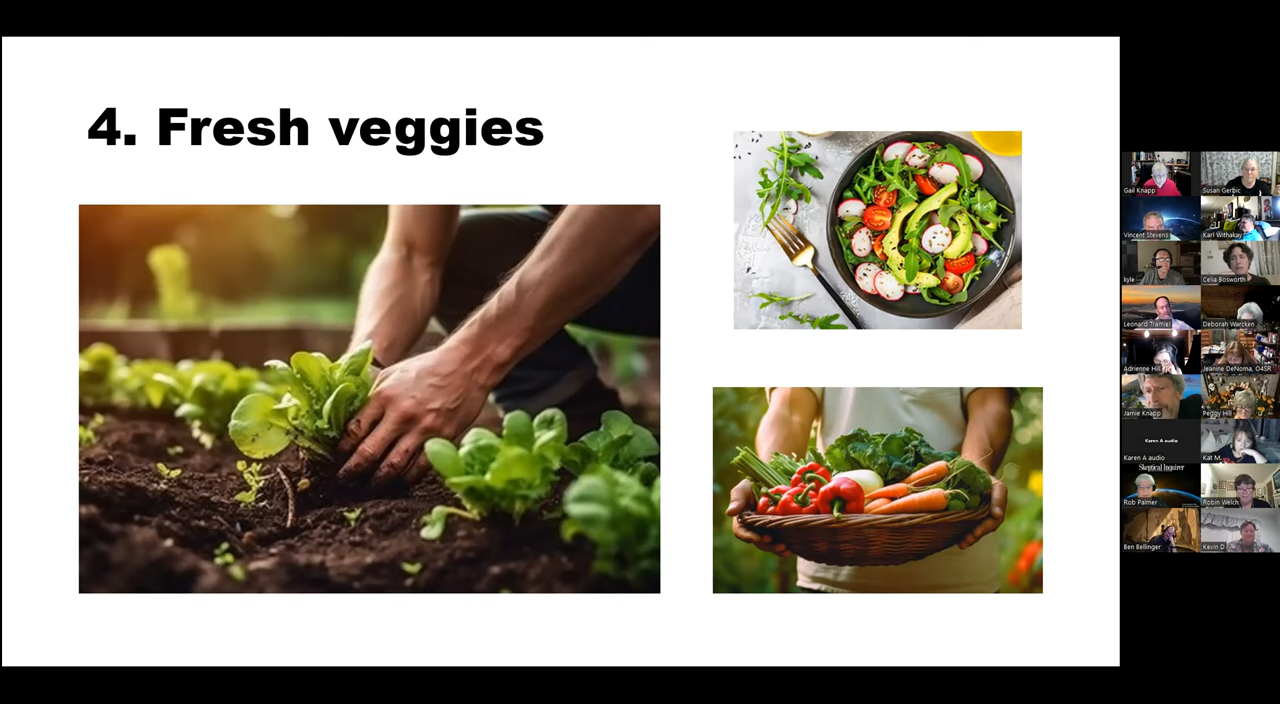 4. Fresh veggies
Gail Knapp
Susan Gerbic
Vincent Stevens
Karl Withakay
kyle
Celia Bosworth
Leonard Tramiel
Deborah Warcken
Adrienne Hill
Jeanine DeNoma, O4SR
Jamie Knapp
Peggy Hill
Karen A audio
Karen A audio
Kat M.
Skeptical Inquirer
Rob Palmer
Robin Welch
Ben Bellinger
Kevin D